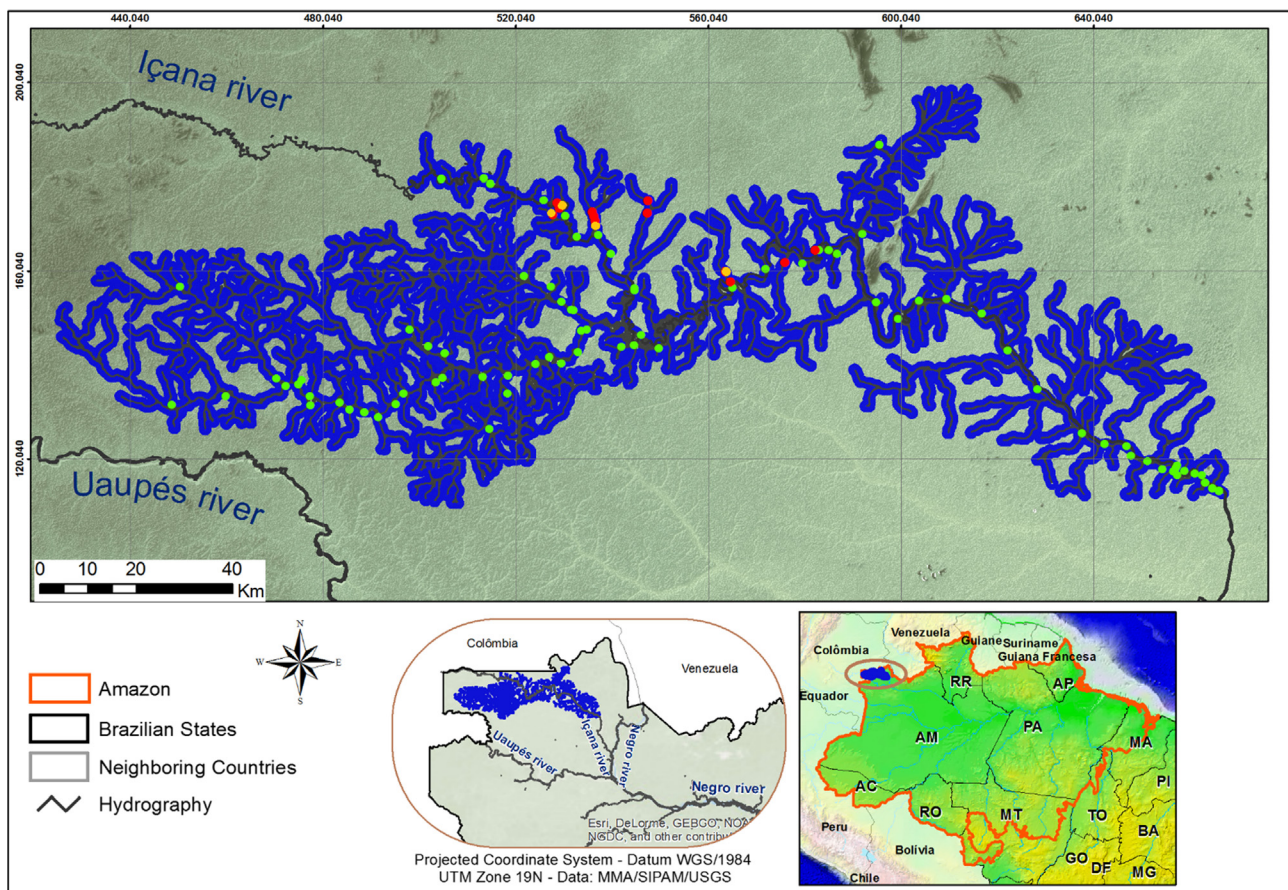 440.040 480.040 520.040 560.040 600.040 640.040
200.040
160.040
120.040
Içana river
Uaupés river
0 10 20 40
Km
N
W E
S
Amazon
Brazilian States
Neighboring Countries
Hydrography
Colômbia
Venezuela
Uaupés river
Içana river
Negro river
Negro river
Esri, DeLorme, GEBCO, NOA
NGDC, and other contribu
Projected Coordinate System - Datum WGS/1984
UTM Zone 19N - Data: MMA/SIPAM/USGS
Venezuela
Guiane
Suriname
Guiana Francesa
Colômbia
Equador
RR
AP
AM
PA
MA
PI
AC
RO
MT
TO
BA
Peru
Bolivia
GO
DF
MG
Chile